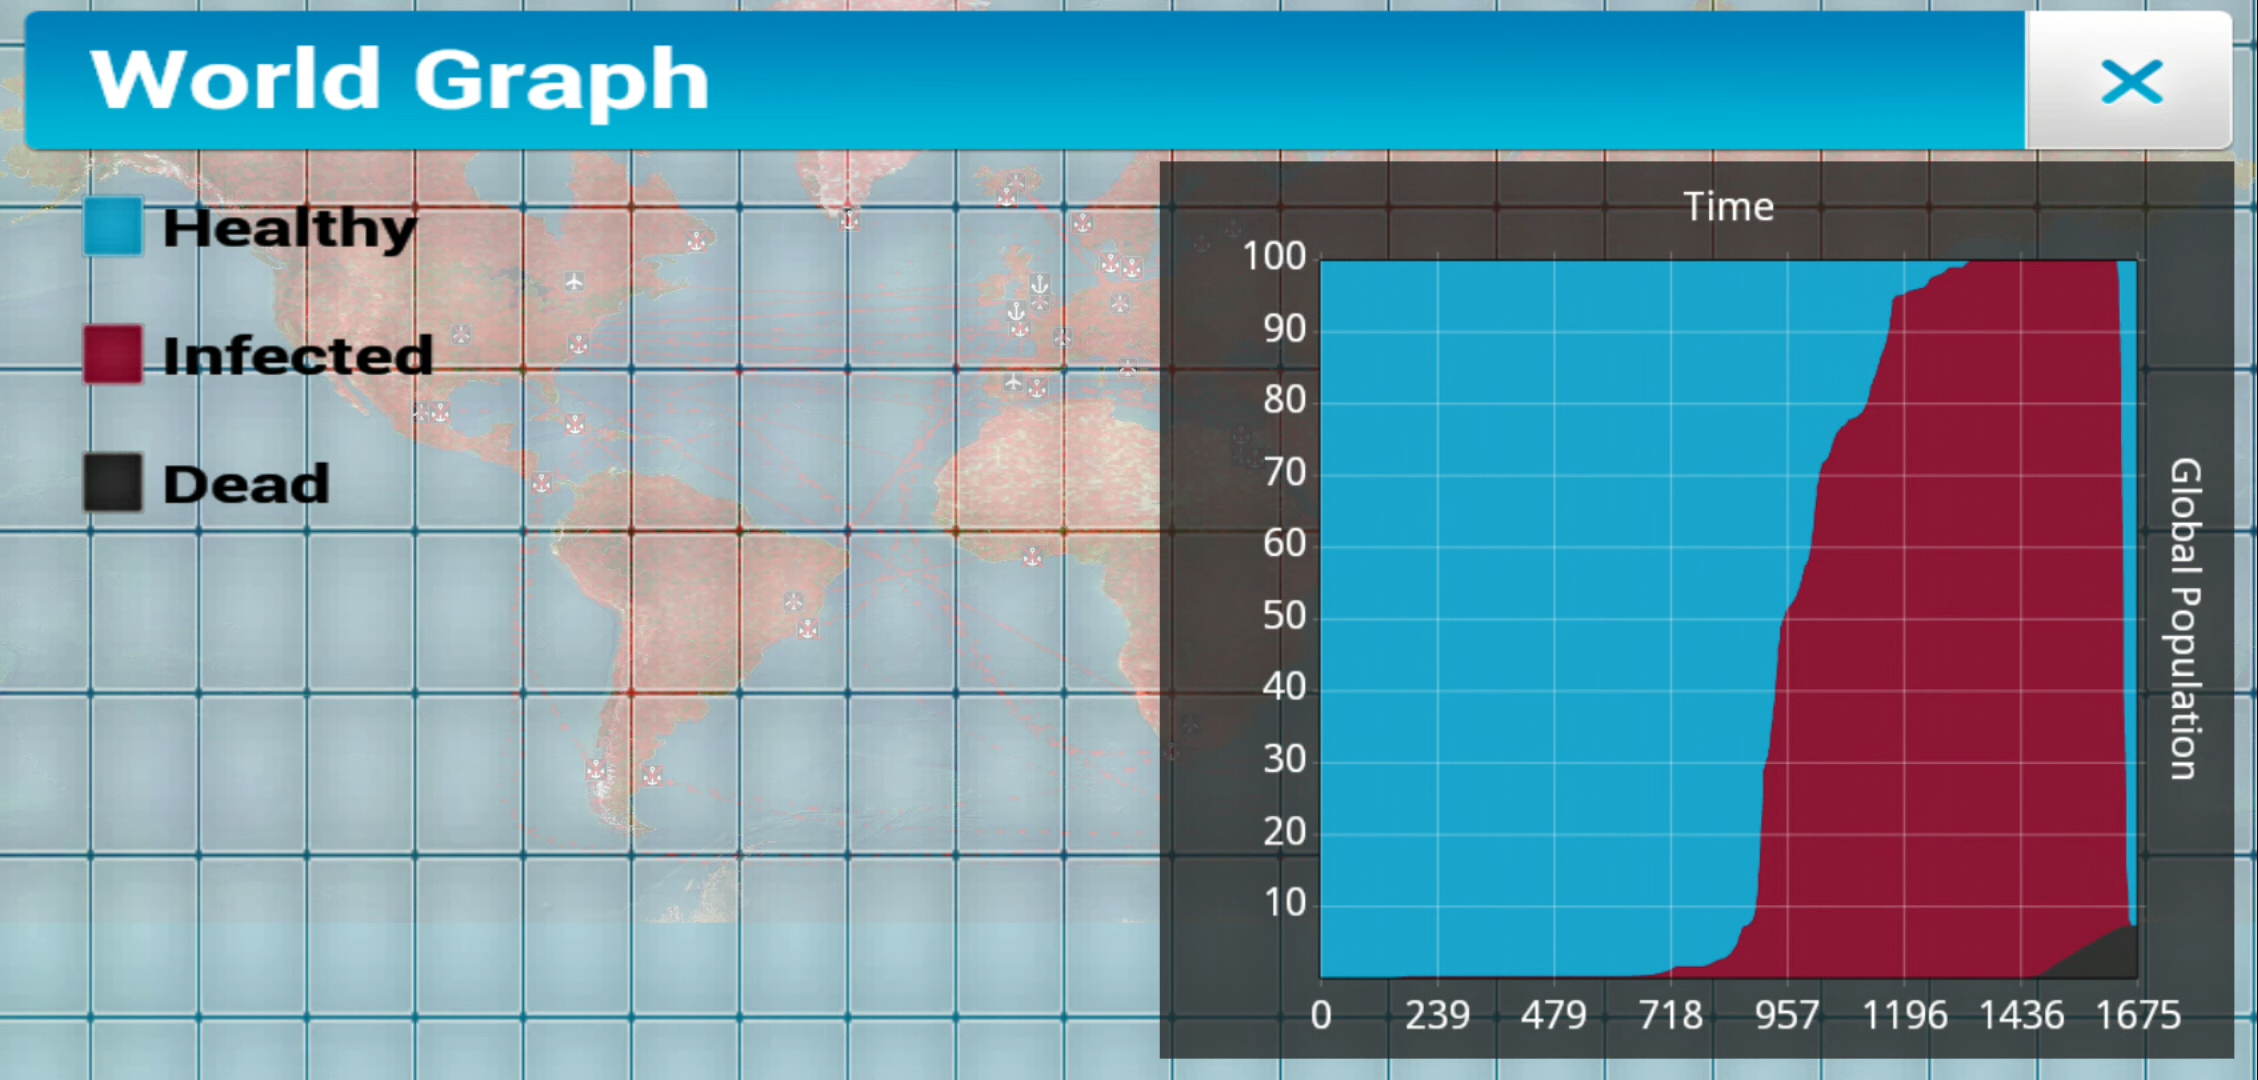 World Graph
Healthy
Infected
Dead
Time
100
90
80
70
60
50
40
30
20
10
0 239 479 718 957 1196 1436 1675
Global Population